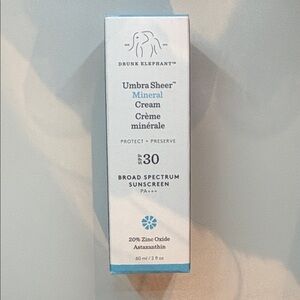 DRUNK ELEPHANT™
Umbra Sheer™
Mineral
Cream
Crème
minérale
PROTECT + PRESERVE
SPF 30
BROAD SPECTRUM
SUNSCREEN
PA+++
20% Zinc Oxide
Astaxanthin
60 ml / 2 fl oz